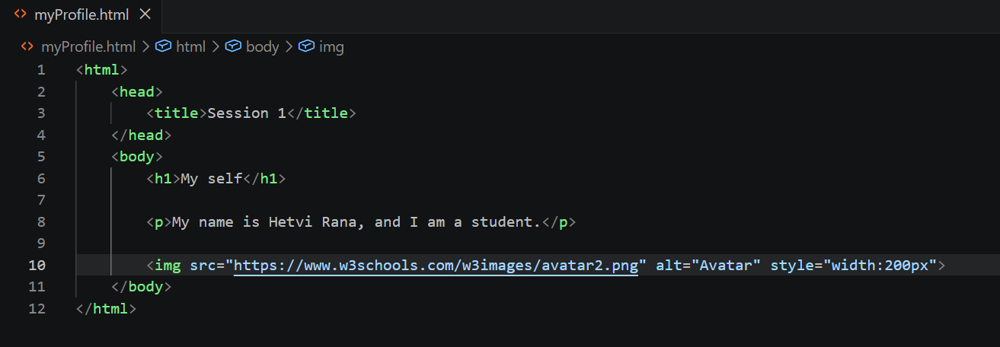 myProfile.html
myProfile.html > html > body > img
1 <html>
2 <head>
3 <title>Session 1</title>
4 </head>
5 <body>
6 <h1>My self</h1>
7
8 <p>My name is Hetvi Rana, and I am a student.</p>
9
10 <img src="https://www.w3schools.com/w3images/avatar2.png" alt="Avatar" style="width:200px">
11 </body>
12 </html>